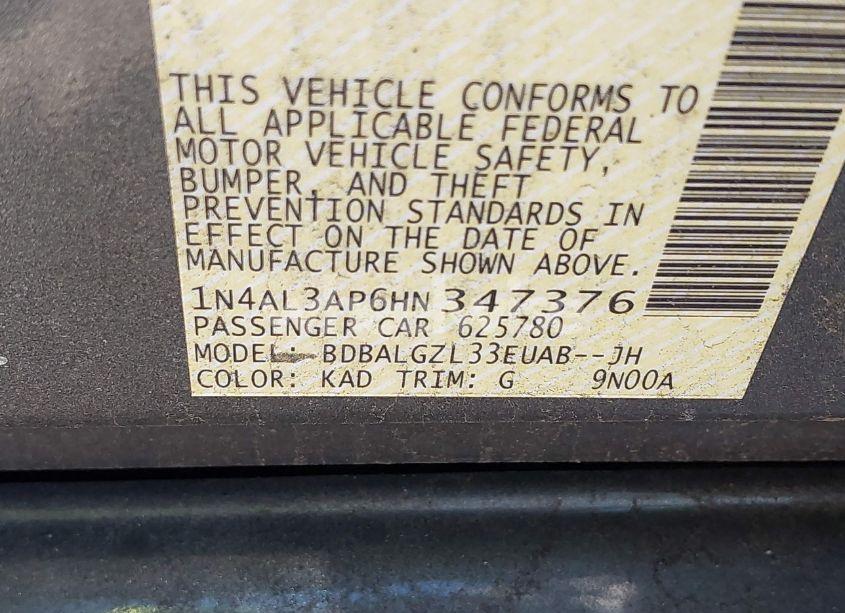 THIS VEHICLE CONFORMS TO
ALL APPLICABLE FEDERAL
MOTOR VEHICLE SAFETY,
BUMPER, AND THEFT
PREVENTION STANDARDS IN
EFFECT ON THE DATE OF
MANUFACTURE SHOWN ABOVE.
1N4AL3AP6HN 347376
PASSENGER CAR 625780
MODEL: BDBALGZL33EUAB--JH
COLOR: KAD TRIM: G 9N00A